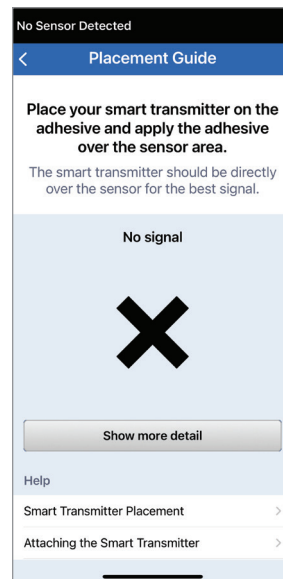 No Sensor Detected
Placement Guide
Place your smart transmitter on the
adhesive and apply the adhesive
over the sensor area.
The smart transmitter should be directly
over the sensor for the best signal.
No signal
Show more detail
Help
Smart Transmitter Placement
Attaching the Smart Transmitter